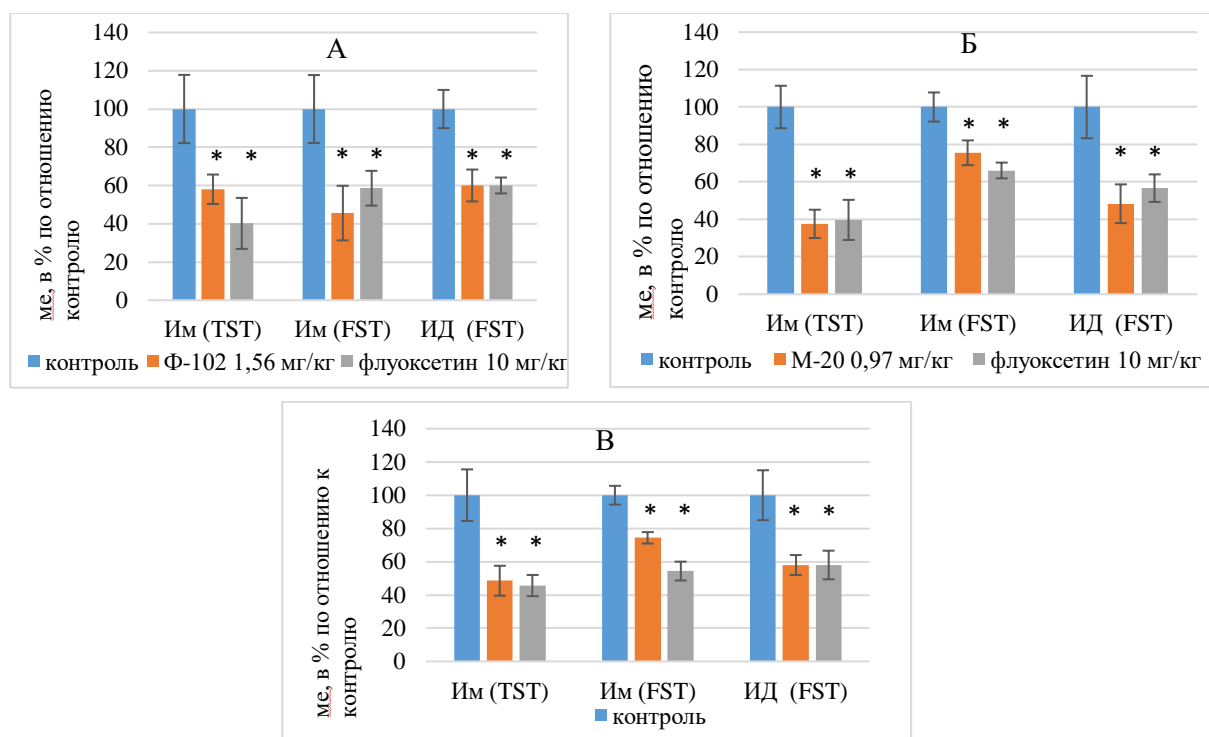 А
140
120
100
80
60
40
20
0
ме, в % по отношению
контролю
* * * * * *
Им (TST) Им (FST) ИД (FST)
контроль Ф-102 1,56 мг/кг флуоксетин 10 мг/кг
Б
140
120
100
80
60
40
20
0
ме, в % по отношению
контролю
* * * * * *
Им (TST) Им (FST) ИД (FST)
контроль М-20 0,97 мг/кг флуоксетин 10 мг/кг
В
140
120
100
80
60
40
20
0
ме, в % по отношению к
контролю
* * * * * *
Им (TST) Им (FST) ИД (FST)
контроль